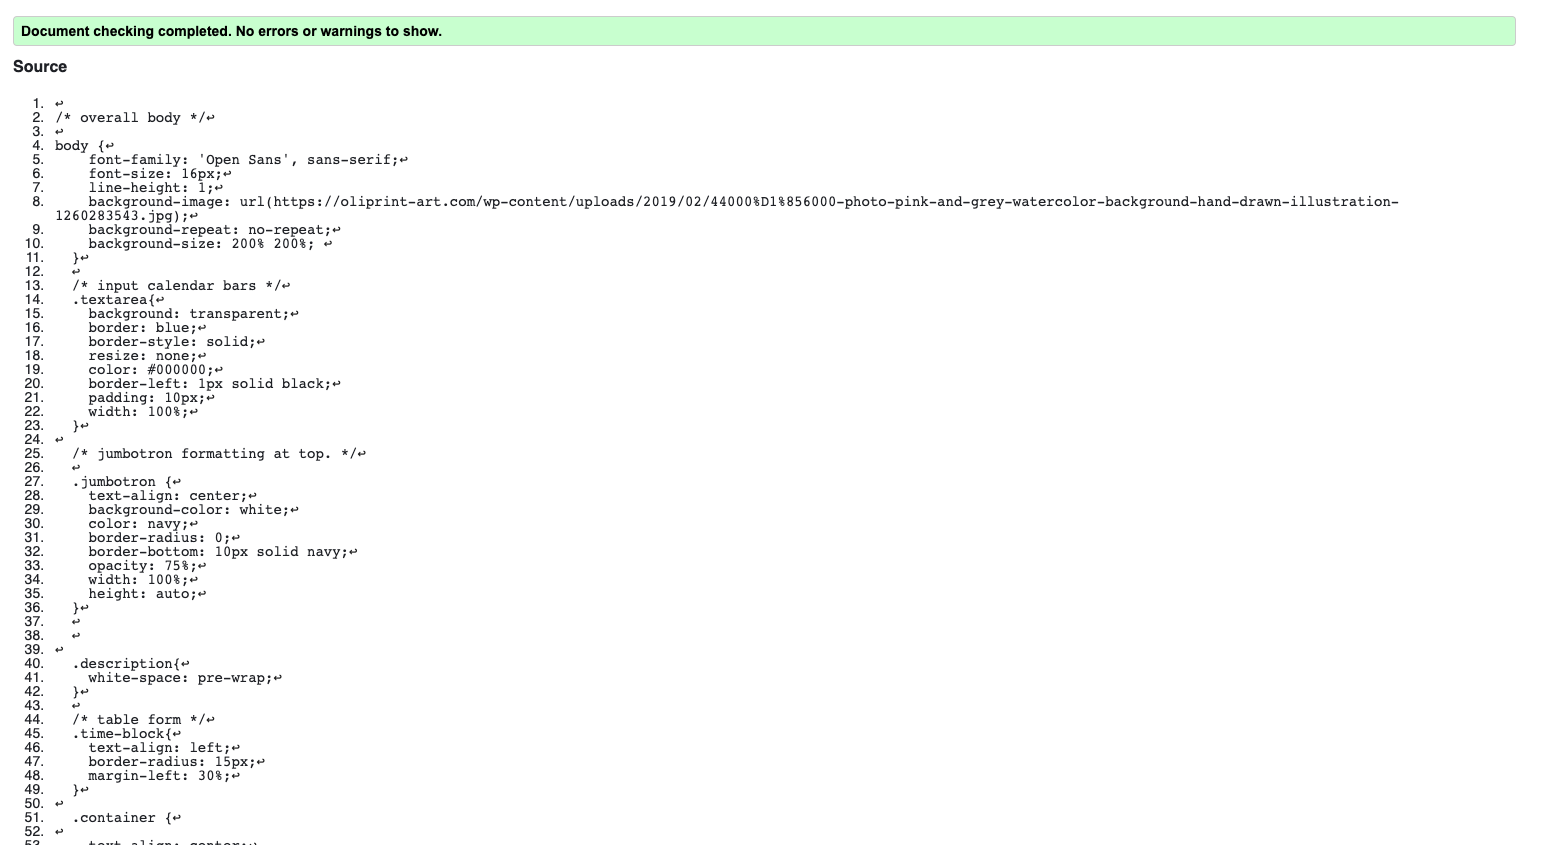 Document checking completed. No errors or warnings to show.
Source
1. ↩
2. /* overall body */↩
3. ↩
4. body {↩
5. font-family: 'Open Sans', sans-serif;↩
6. font-size: 16px;↩
7. line-height: 1;↩
8. background-image: url(https://oliprint-art.com/wp-content/uploads/2019/02/44000%D1%856000-photo-pink-and-grey-watercolor-background-hand-drawn-illustration-
1260283543.jpg);↩
9. background-repeat: no-repeat;↩
10. background-size: 200% 200%; ↩
11. }↩
12. ↩
13. /* input calendar bars */↩
14. .textarea{↩
15. background: transparent;↩
16. border: blue;↩
17. border-style: solid;↩
18. resize: none;↩
19. color: #000000;↩
20. border-left: 1px solid black;↩
21. padding: 10px;↩
22. width: 100%;↩
23. }↩
24. ↩
25. /* jumbotron formatting at top. */↩
26. ↩
27. .jumbotron {↩
28. text-align: center;↩
29. background-color: white;↩
30. color: navy;↩
31. border-radius: 0;↩
32. border-bottom: 10px solid navy;↩
33. opacity: 75%;↩
34. width: 100%;↩
35. height: auto;↩
36. }↩
37. ↩
38. ↩
39. ↩
40. .description{↩
41. white-space: pre-wrap;↩
42. }↩
43. ↩
44. /* table form */↩
45. .time-block{↩
46. text-align: left;↩
47. border-radius: 15px;↩
48. margin-left: 30%;↩
49. }↩
50. ↩
51. .container {↩
52. ↩
53. text-align: center;↩